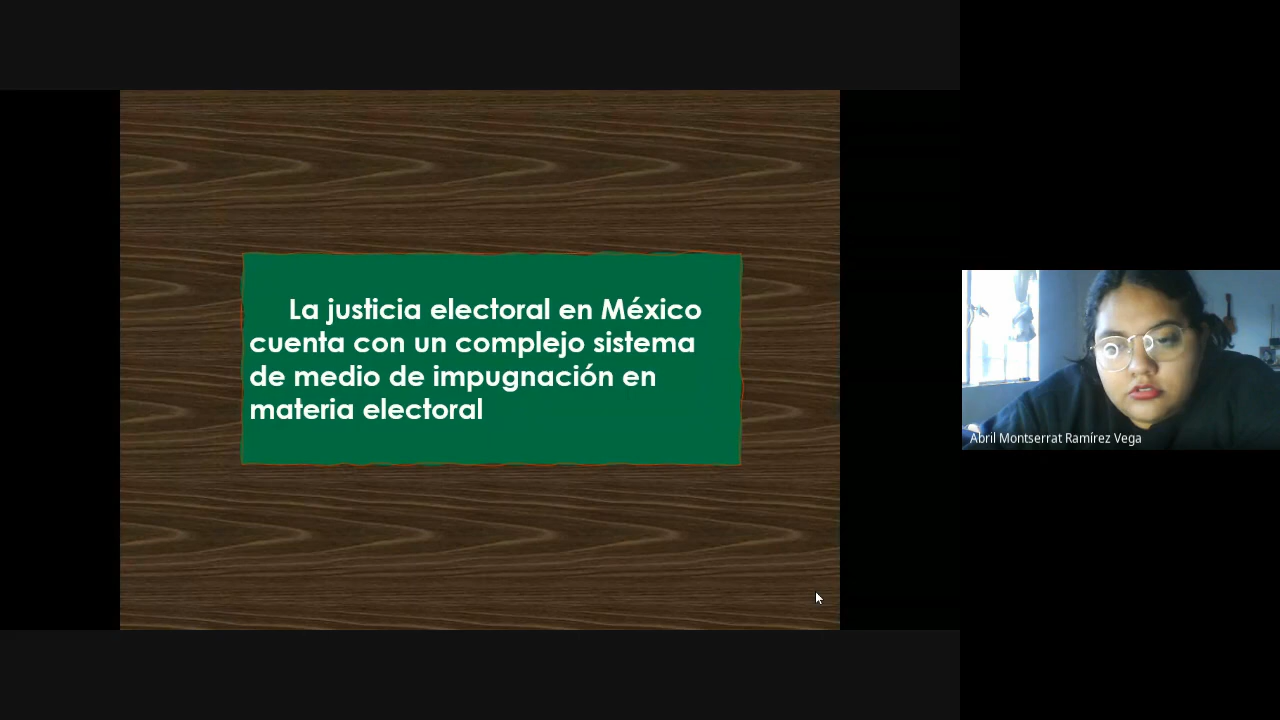 La justicia electoral en México
cuenta con un complejo sistema
de medio de impugnación en
materia electoral
Abril Montserrat Ramírez Vega